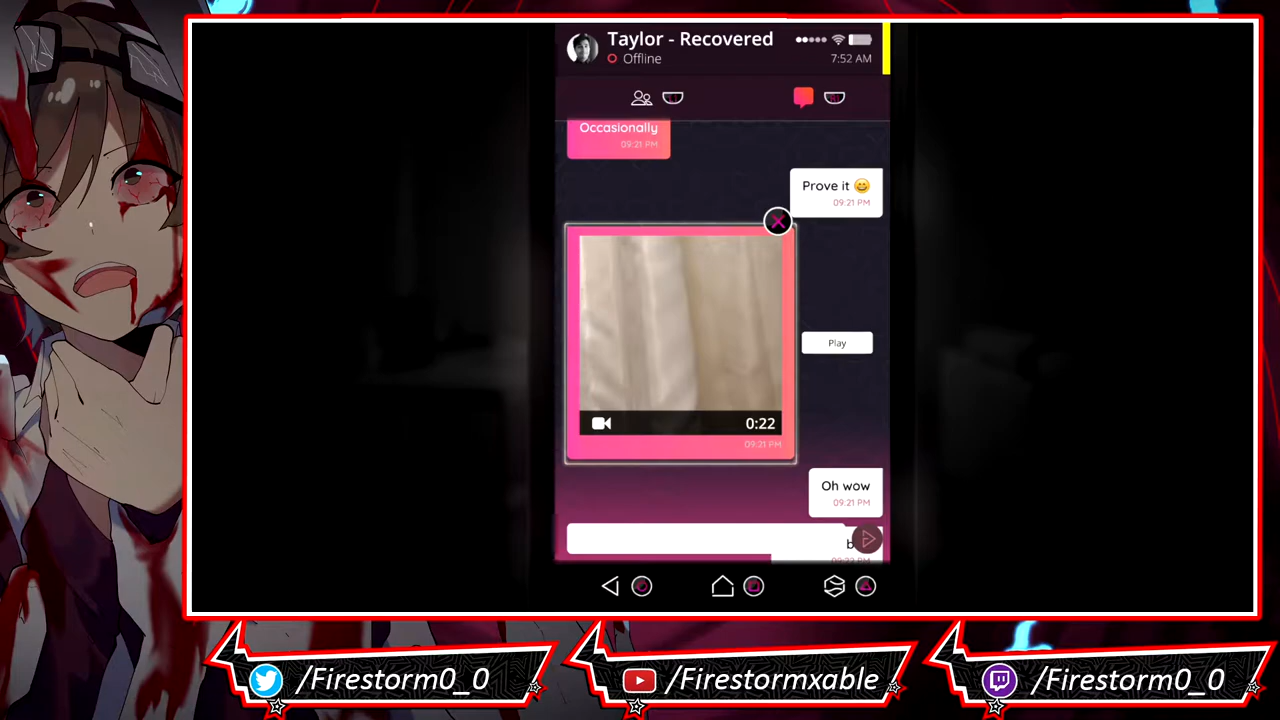 Taylor - Recovered
Offline
7:52 AM
Occasionally
09:21 PM
Prove it 😄
09:21 PM
Play
0:22
09:21 PM
Oh wow
09:21 PM
/Firestorm0_0
/Firestormxable
/Firestorm0_0